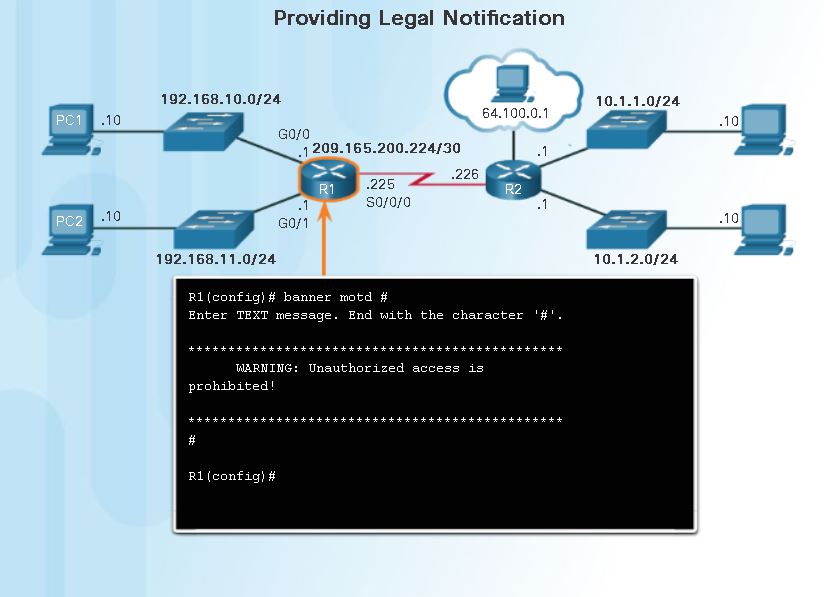 Providing Legal Notification
192.168.10.0/24
64.100.0.1
10.1.1.0/24
PC1 .10
.10
G0/0
.1 209.165.200.224/30
.1
R1
.225
.226
R2
S0/0/0
PC2 .10
.1
G0/1
.1
.10
192.168.11.0/24
10.1.2.0/24
R1(config)# banner motd #
Enter TEXT message. End with the character '#'.
***********************************************
WARNING: Unauthorized access is
prohibited!
***********************************************
#
R1(config)#